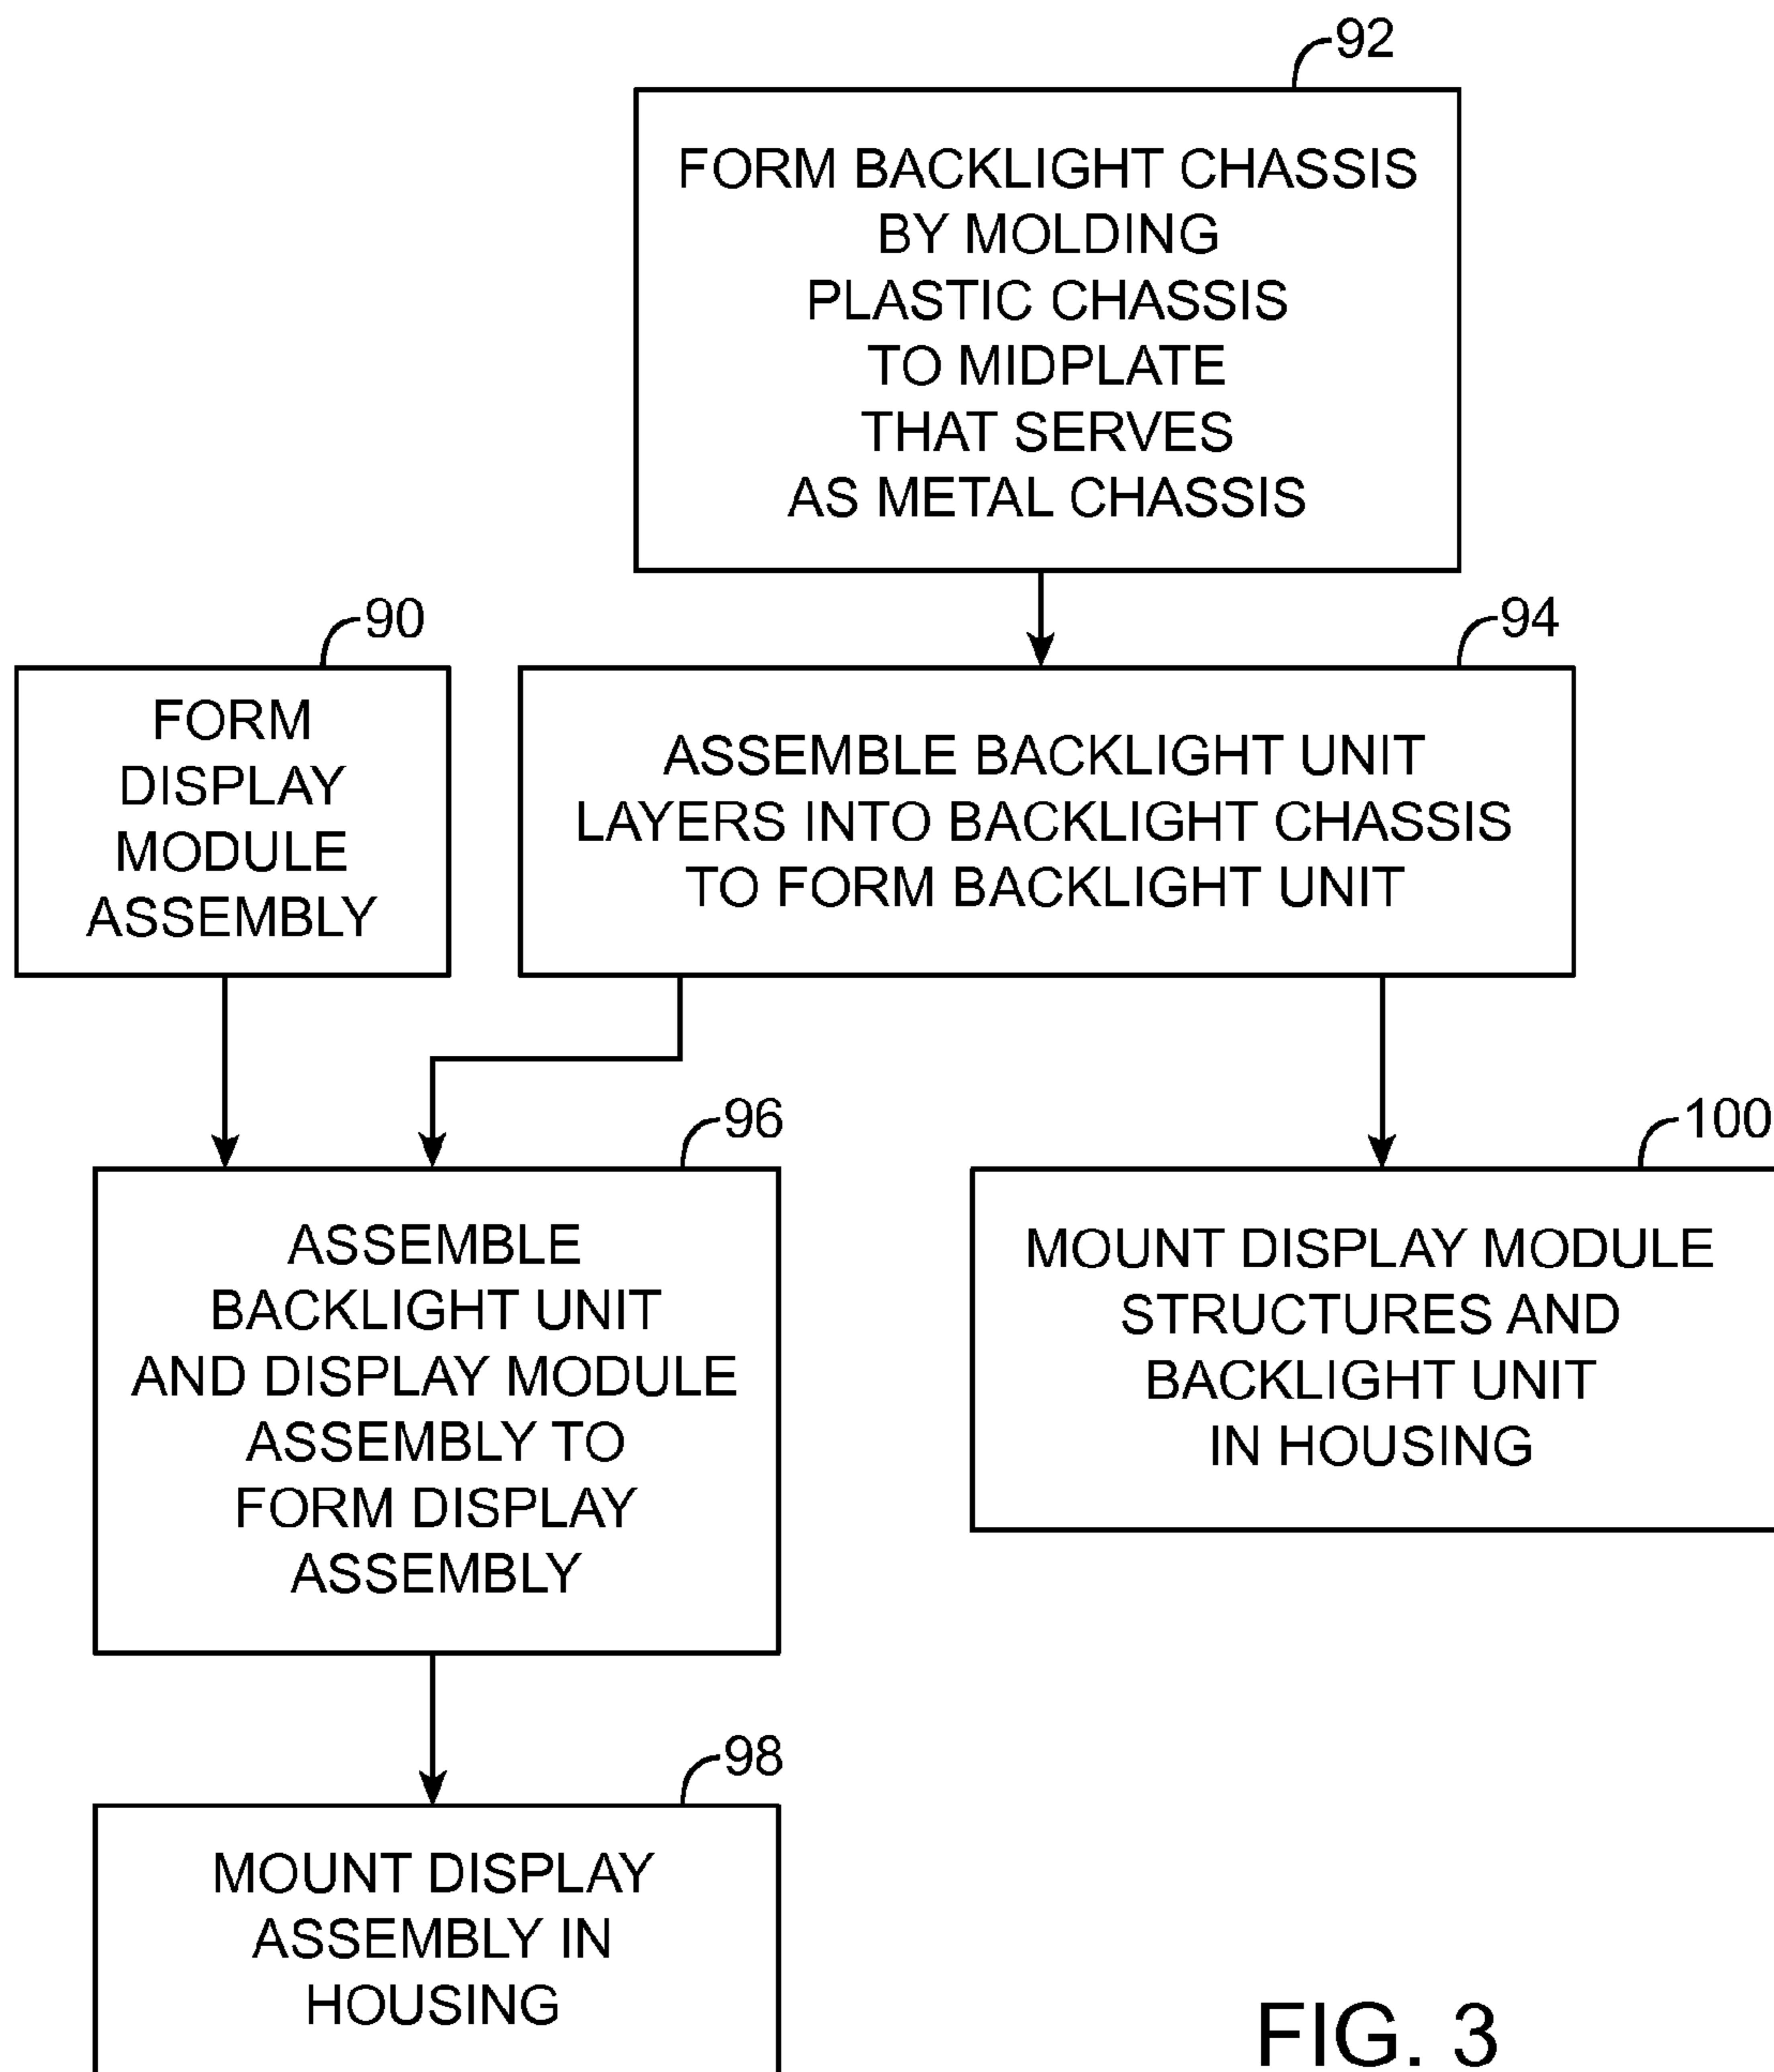 92
FORM BACKLIGHT CHASSIS
BY MOLDING
PLASTIC CHASSIS
TO MIDPLATE
THAT SERVES
AS METAL CHASSIS
90
FORM
DISPLAY
MODULE
ASSEMBLY
94
ASSEMBLE BACKLIGHT UNIT
LAYERS INTO BACKLIGHT CHASSIS
TO FORM BACKLIGHT UNIT
96
ASSEMBLE
BACKLIGHT UNIT
AND DISPLAY MODULE
ASSEMBLY TO
FORM DISPLAY
ASSEMBLY
100
MOUNT DISPLAY MODULE
STRUCTURES AND
BACKLIGHT UNIT
IN HOUSING
98
MOUNT DISPLAY
ASSEMBLY IN
HOUSING
FIG. 3